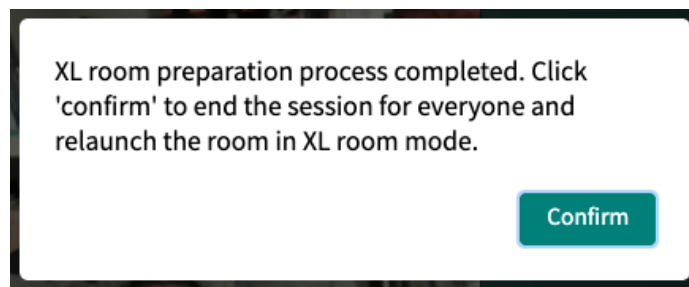 XL room preparation process completed. Click
'confirm' to end the session for everyone and
relaunch the room in XL room mode.
Confirm